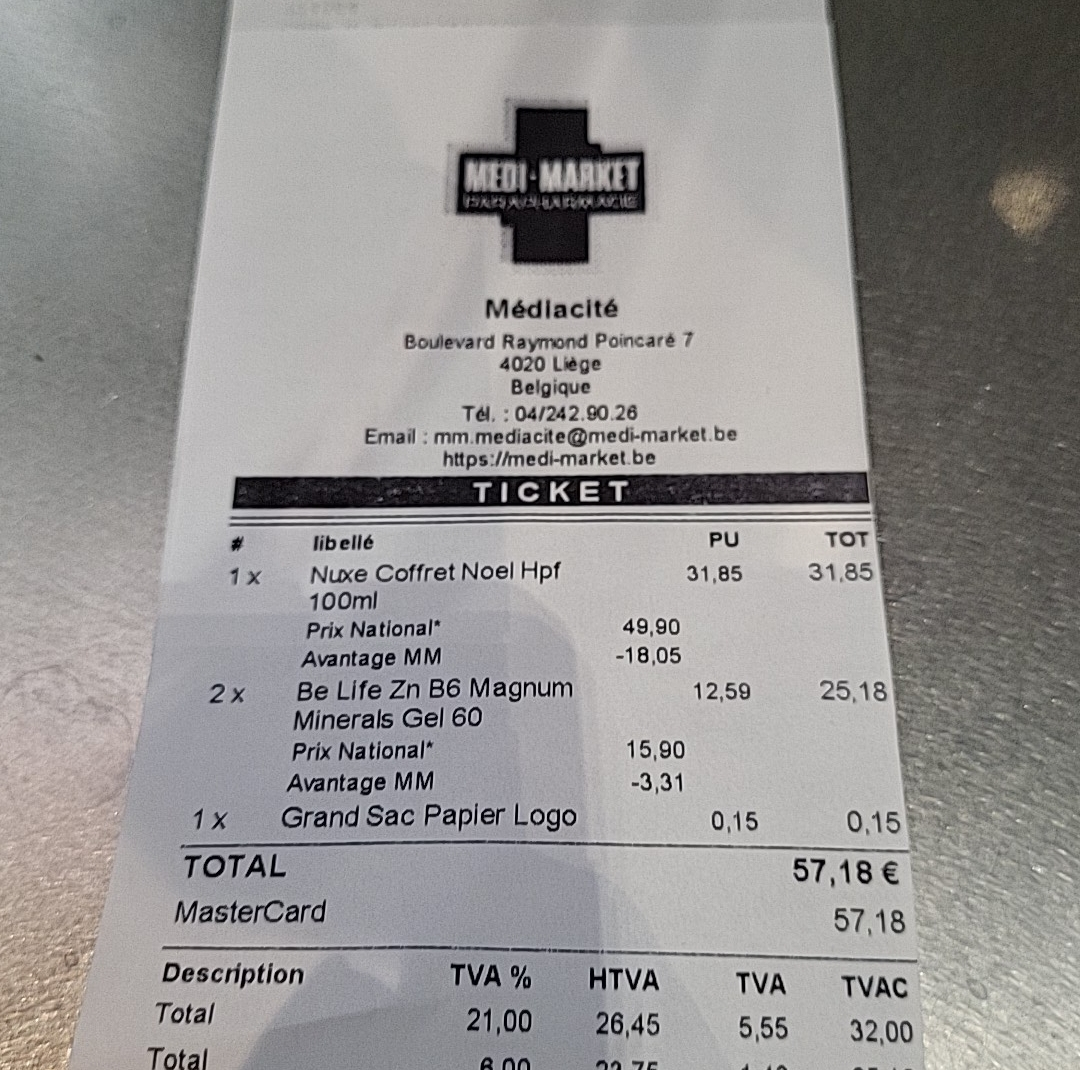 MEDI-MARKET
PARAPHARMACIE
Médiacité
Boulevard Raymond Poincaré 7
4020 Liège
Belgique
Tél. : 04/242.90.26
Email : mm.mediacite@medi-market.be
https://medi-market.be
TICKET
# libellé PU TOT
1 x Nuxe Coffret Noel Hpf 31,85 31,85
100ml
Prix National* 49,90
Avantage MM -18,05
2 x Be Life Zn B6 Magnum 12,59 25,18
Minerals Gel 60
Prix National* 15,90
Avantage MM -3,31
1 x Grand Sac Papier Logo 0,15 0,15
TOTAL 57,18 €
MasterCard 57,18
Description TVA % HTVA TVA TVAC
Total 21,00 26,45 5,55 32,00
Total 6,00 23,75